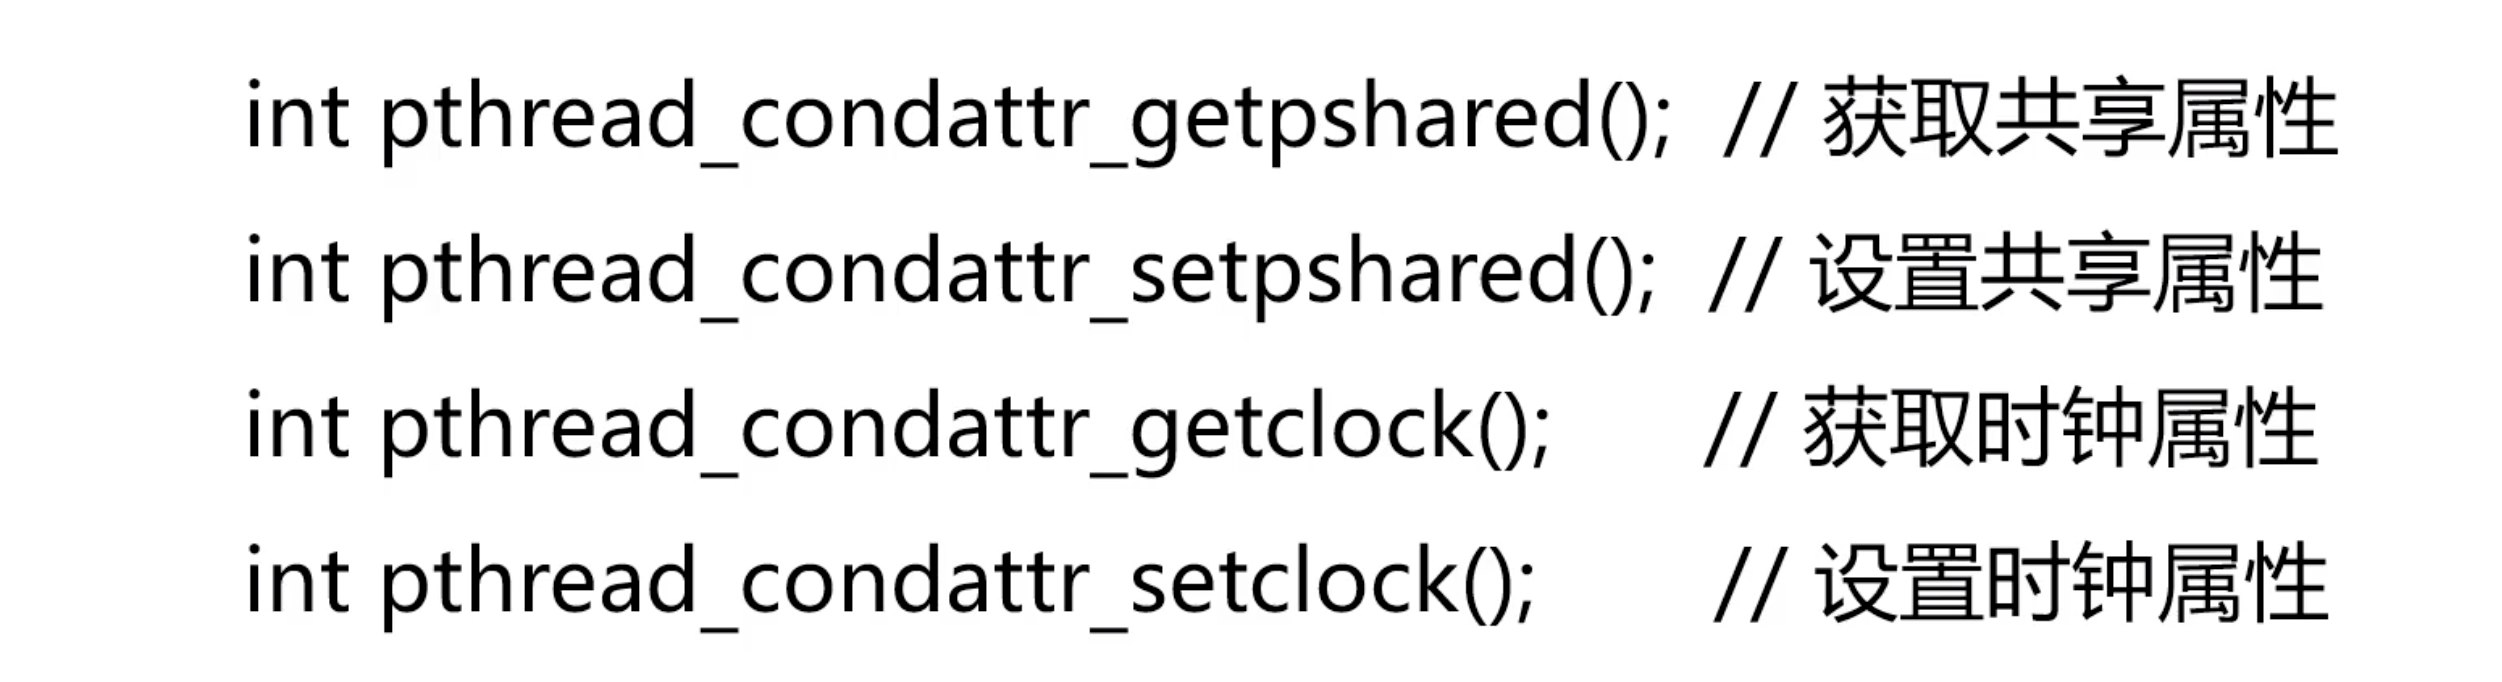 int pthread_condattr_getpshared(); // 获取共享属性
int pthread_condattr_setpshared(); // 设置共享属性
int pthread_condattr_getclock(); // 获取时钟属性
int pthread_condattr_setclock(); // 设置时钟属性